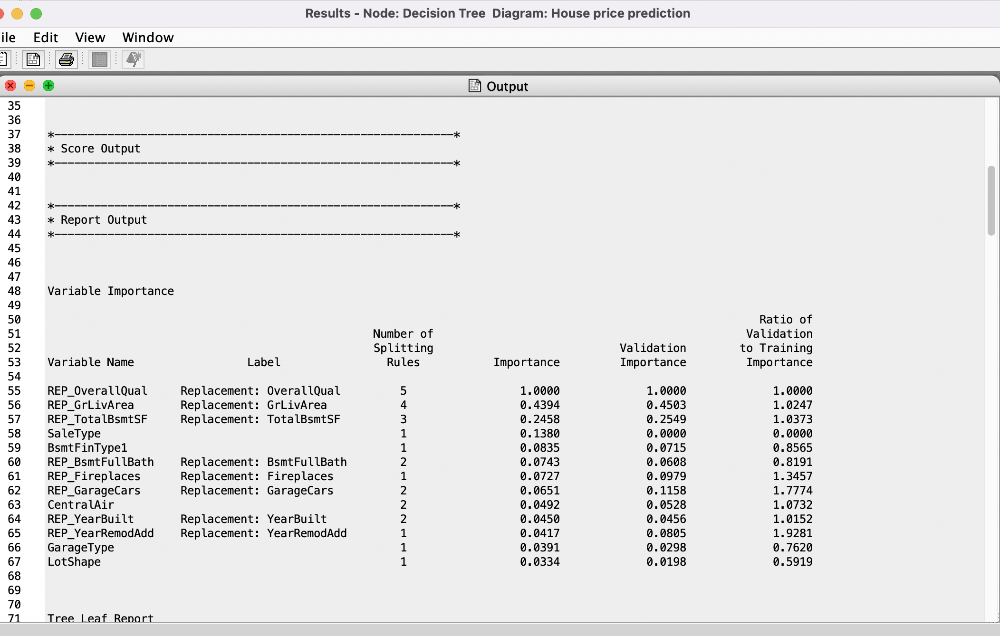 Results - Node: Decision Tree  Diagram: House price prediction
ile Edit View Window
Output
35
36
37 *------------------------------------------------------------*
38 * Score Output
39 *------------------------------------------------------------*
40
41
42 *------------------------------------------------------------*
43 * Report Output
44 *------------------------------------------------------------*
45
46
47
48 Variable Importance
49
50 Ratio of
51 Number of Validation
52 Splitting Validation to Training
53 Variable Name Label Rules Importance Importance Importance
54
55 REP_OverallQual Replacement: OverallQual 5 1.0000 1.0000 1.0000
56 REP_GrLivArea Replacement: GrLivArea 4 0.4394 0.4503 1.0247
57 REP_TotalBsmtSF Replacement: TotalBsmtSF 3 0.2458 0.2549 1.0373
58 SaleType 1 0.1380 0.0000 0.0000
59 BsmtFinType1 1 0.0835 0.0715 0.8565
60 REP_BsmtFullBath Replacement: BsmtFullBath 2 0.0743 0.0608 0.8191
61 REP_Fireplaces Replacement: Fireplaces 1 0.0727 0.0979 1.3457
62 REP_GarageCars Replacement: GarageCars 2 0.0651 0.1158 1.7774
63 CentralAir 2 0.0492 0.0528 1.0732
64 REP_YearBuilt Replacement: YearBuilt 2 0.0450 0.0456 1.0152
65 REP_YearRemodAdd Replacement: YearRemodAdd 1 0.0417 0.0805 1.9281
66 GarageType 1 0.0391 0.0298 0.7620
67 LotShape 1 0.0334 0.0198 0.5919
68
69
70
71 Tree Leaf Report